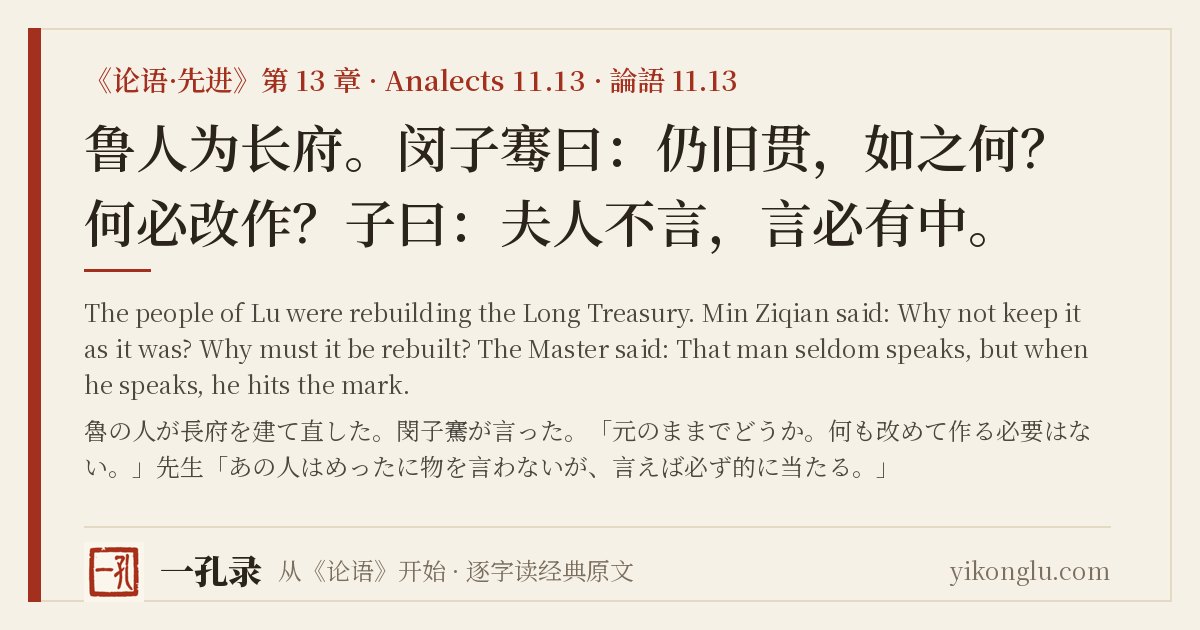 《论语·先进》第 13 章 · Analects 11.13 · 論語 11.13
鲁人为长府。闵子骞曰：仍旧贯，如之何？
何必改作？子曰：夫人不言，言必有中。
The people of Lu were rebuilding the Long Treasury. Min Ziqian said: Why not keep it
as it was? Why must it be rebuilt? The Master said: That man seldom speaks, but when
he speaks, he hits the mark.
魯の人が長府を建て直した。閔子騫が言った。「元のままでどうか。何も改めて作る必要はな
い。」先生「あの人はめったに物を言わないが、言えば必ず的に当たる。」
一孔
一孔录 从《论语》开始 · 逐字读经典原文 yikonglu.com